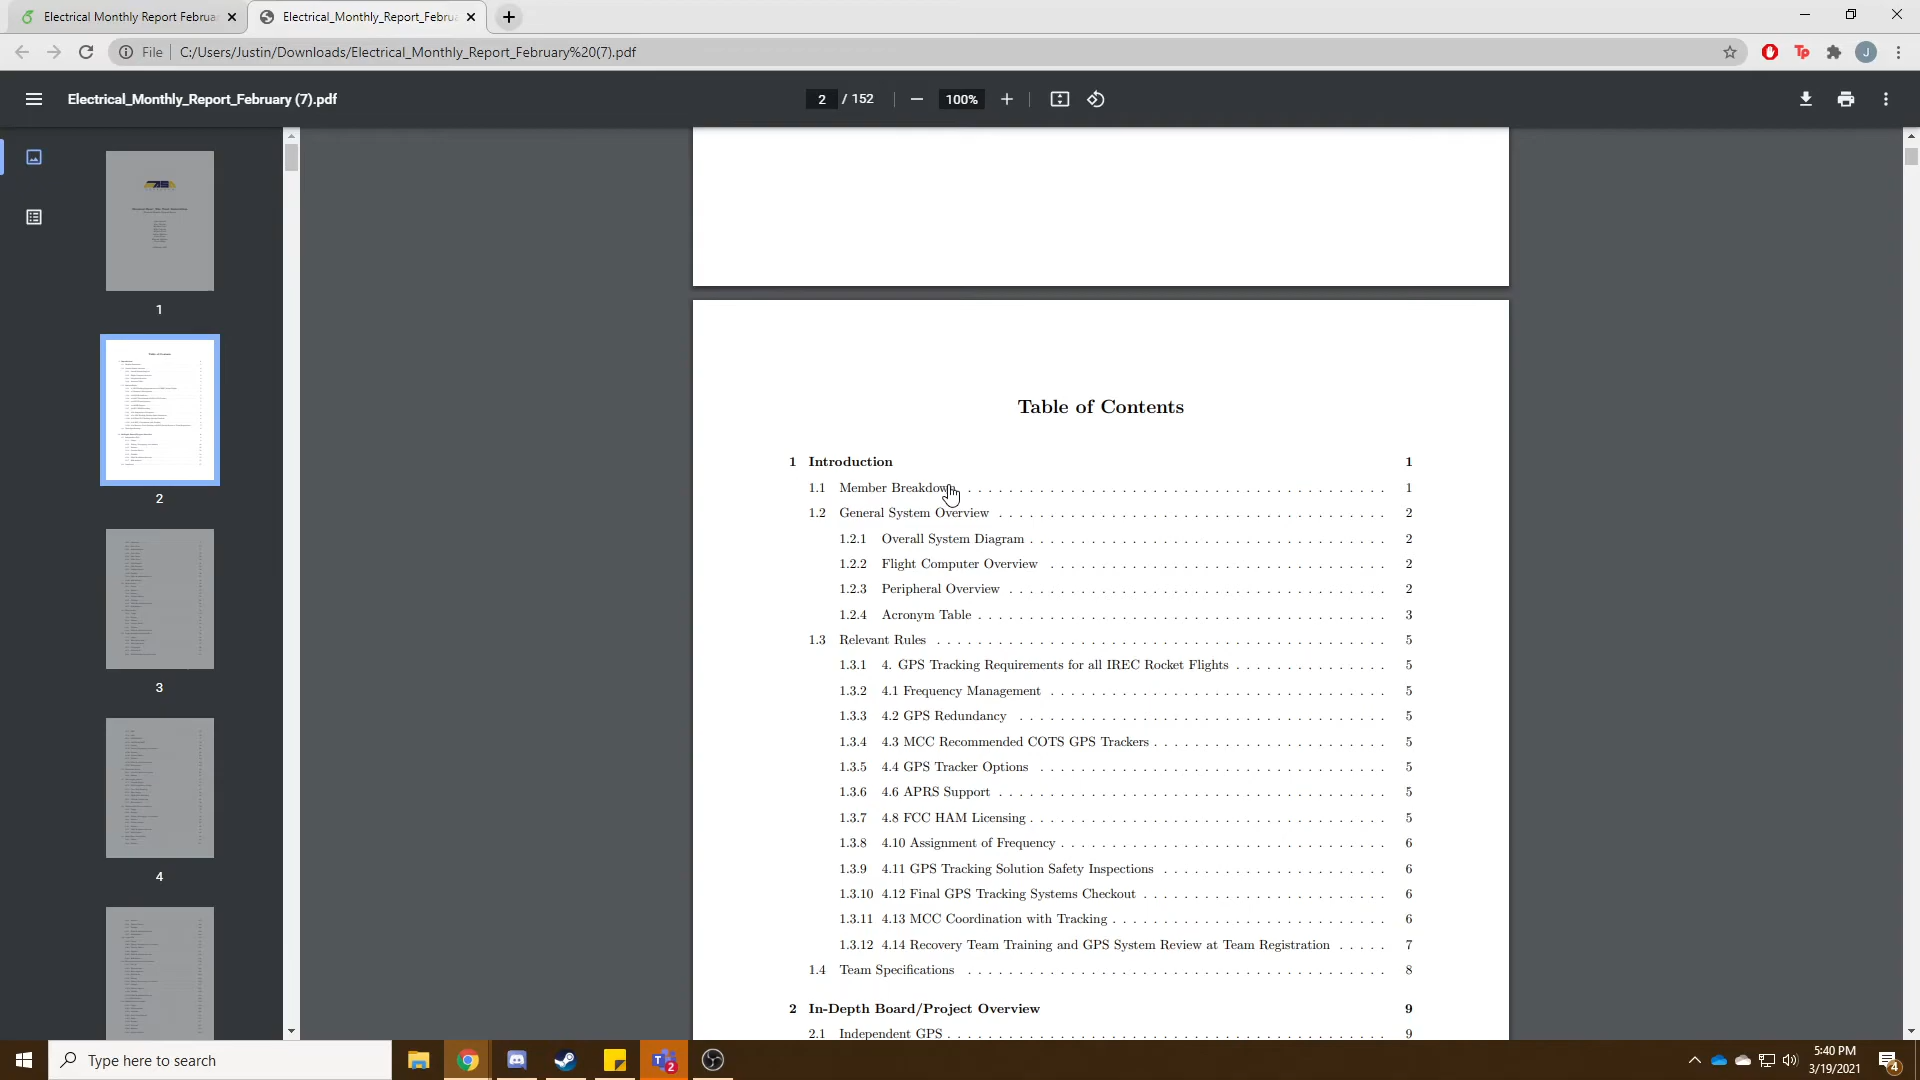 Electrical Monthly Report Februa
Electrical_Monthly_Report_Februa
File
C:/Users/Justin/Downloads/Electrical_Monthly_Report_February%20(7).pdf
Tp
J
Electrical_Monthly_Report_February (7).pdf
2 / 152
100%
1
2
3
4
Table of Contents
1 Introduction 1
1.1 Member Breakdown 1
1.2 General System Overview 2
1.2.1 Overall System Diagram 2
1.2.2 Flight Computer Overview 2
1.2.3 Peripheral Overview 2
1.2.4 Acronym Table 3
1.3 Relevant Rules 5
1.3.1 4. GPS Tracking Requirements for all IREC Rocket Flights 5
1.3.2 4.1 Frequency Management 5
1.3.3 4.2 GPS Redundancy 5
1.3.4 4.3 MCC Recommended COTS GPS Trackers 5
1.3.5 4.4 GPS Tracker Options 5
1.3.6 4.6 APRS Support 5
1.3.7 4.8 FCC HAM Licensing 5
1.3.8 4.10 Assignment of Frequency 6
1.3.9 4.11 GPS Tracking Solution Safety Inspections 6
1.3.10 4.12 Final GPS Tracking Systems Checkout 6
1.3.11 4.13 MCC Coordination with Tracking 6
1.3.12 4.14 Recovery Team Training and GPS System Review at Team Registration 7
1.4 Team Specifications 8
2 In-Depth Board/Project Overview 9
2.1 Independent GPS 9
Type here to search
2
5:40 PM
3/19/2021
4